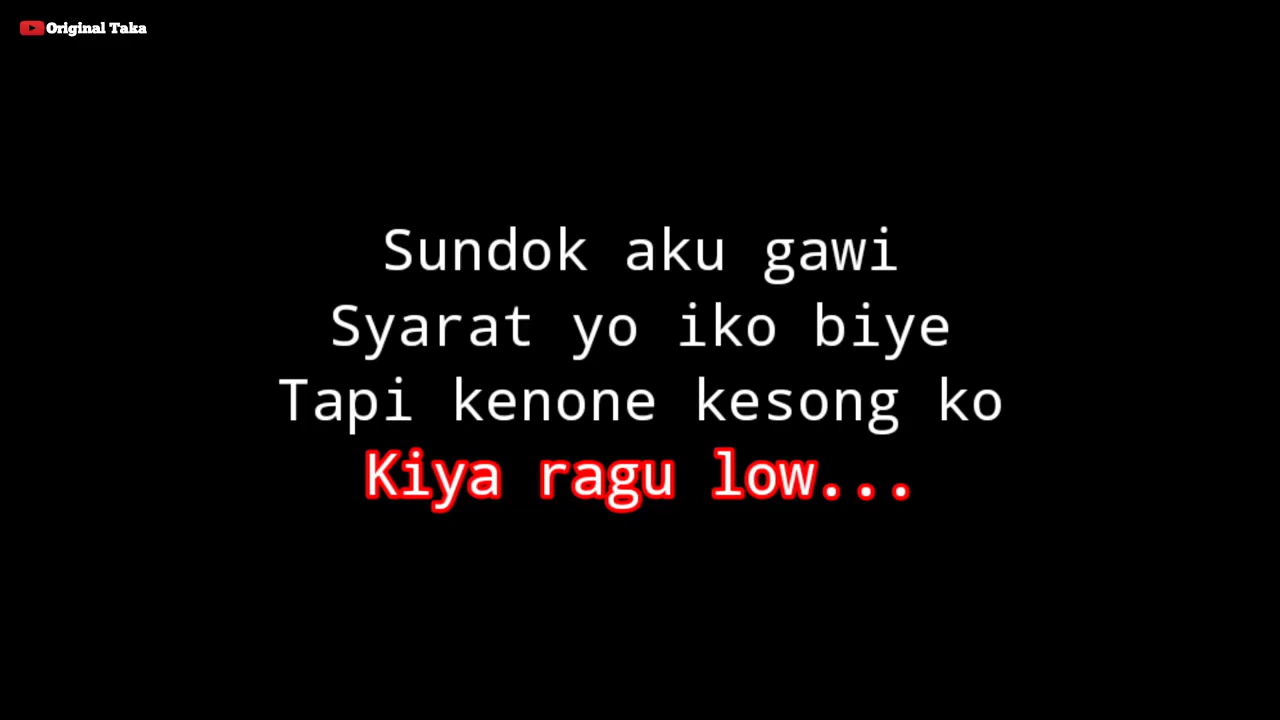 Original Taka
Sundok aku gawi
Syarat yo iko biye
Tapi kenone kesong ko
Kiya ragu low...